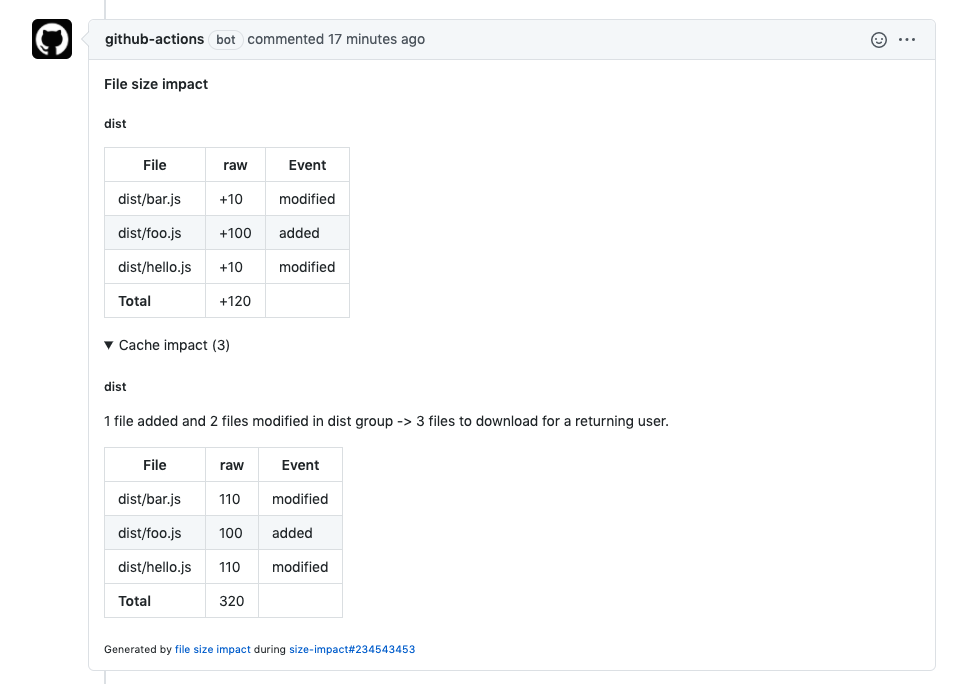 github-actions bot commented 17 minutes ago
File size impact
dist
File raw Event
dist/bar.js +10 modified
dist/foo.js +100 added
dist/hello.js +10 modified
Total +120
▼ Cache impact (3)
dist
1 file added and 2 files modified in dist group -> 3 files to download for a returning user.
File raw Event
dist/bar.js 110 modified
dist/foo.js 100 added
dist/hello.js 110 modified
Total 320
Generated by file size impact during size-impact#234543453